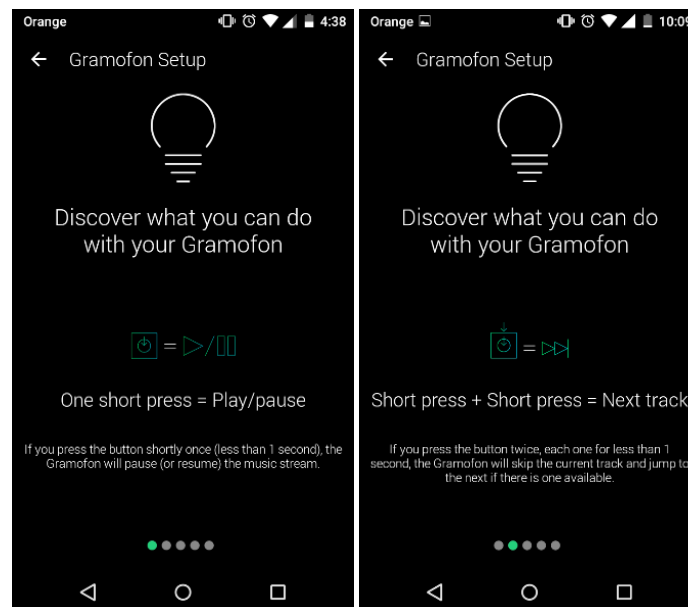 Orange 4:38
Gramofon Setup
Discover what you can do
with your Gramofon
=
One short press = Play/pause
If you press the button shortly once (less than 1 second), the
Gramofon will pause (or resume) the music stream.
Orange 10:09
Gramofon Setup
Discover what you can do
with your Gramofon
=
Short press + Short press = Next track
If you press the button twice, each one for less than 1
second, the Gramofon will skip the current track and jump to
the next if there is one available.